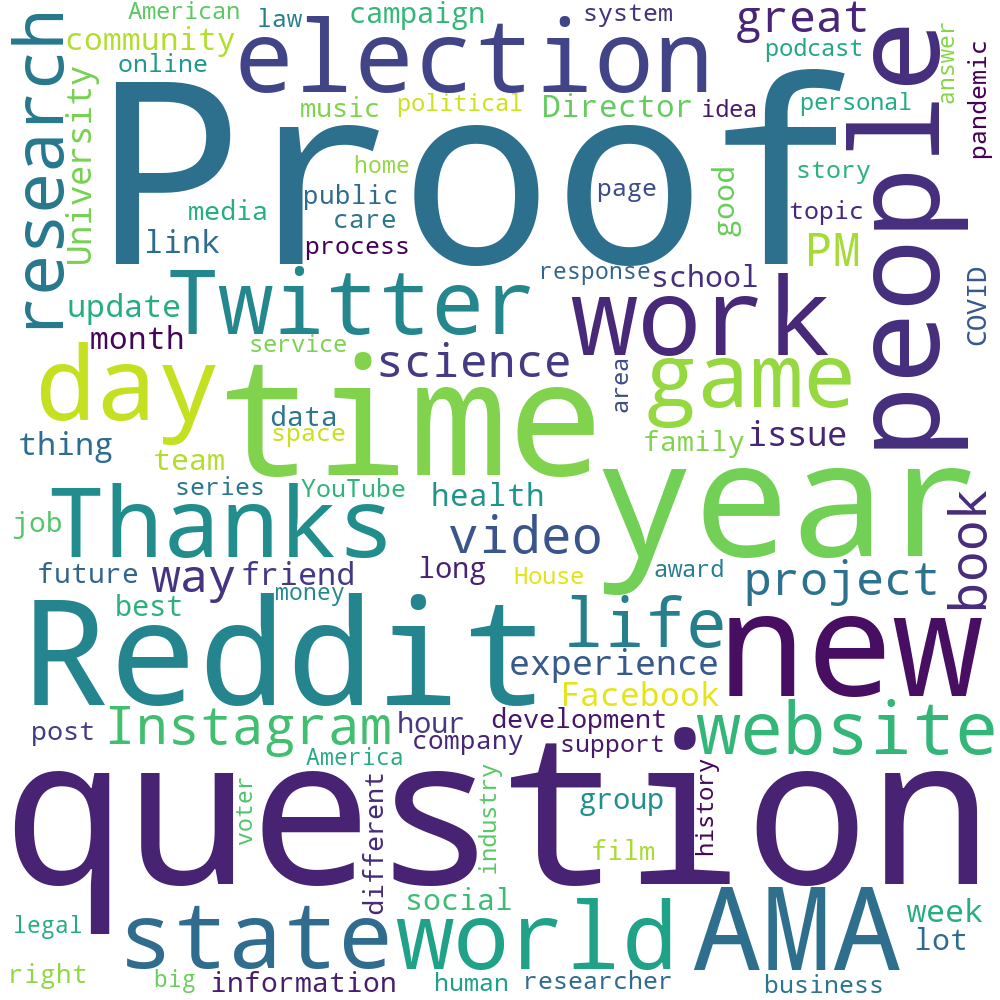 American
law
campaign
system
great
research
community
election
podcast
people
answer
pandemic
online
Proof
University
music
political
Director
idea
personal
home
public
page
good
story
media
care
topic
link
process
PM
response
school
COVID
update
Twitter
work
month
service
science
area
game
day
time
data
space
family
issue
thing
team
year
series
YouTube
health
book
job
Thanks
video
future
way
friend
long
House
award
project
best
money
Reddit
life
new
experience
Facebook
post
Instagram
hour
development
website
company
support
America
question
voter
different
industry
group
history
film
state
social
world
AMA
week
legal
lot
right
big
information
human
researcher
business